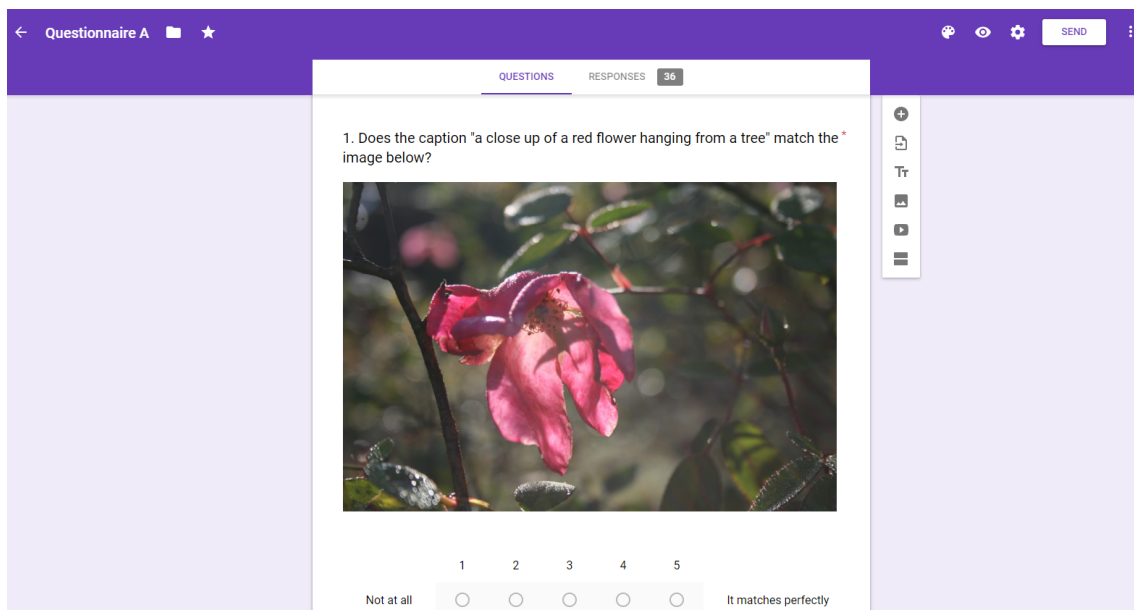 Questionnaire A
SEND
QUESTIONS RESPONSES 36
1. Does the caption "a close up of a red flower hanging from a tree" match the *
image below?
Tт
1 2 3 4 5
Not at all It matches perfectly